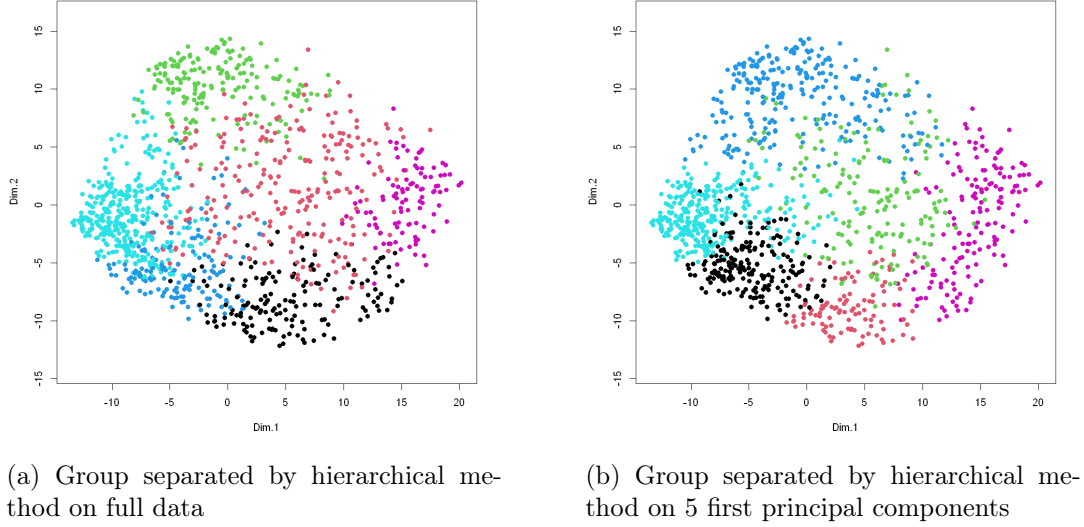 15
10
5
0
-5
-10
-15
Dim.2
-10 -5 0 5 10 15 20
Dim.1
15
10
5
0
-5
-10
-15
Dim.2
-10 -5 0 5 10 15 20
Dim.1
(a) Group separated by hierarchical me-
thod on full data
(b) Group separated by hierarchical me-
thod on 5 first principal components